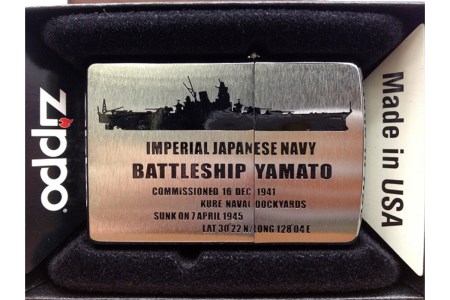 zippo
IMPERIAL JAPANESE NAVY
BATTLESHIP YAMATO
COMMISSIONED 16 DEC 1941
KURE NAVAL DOCKYARDS
SUNK ON 7 APRIL 1945
LAT 30'22 N/LONG 128'04 E
Made in USA